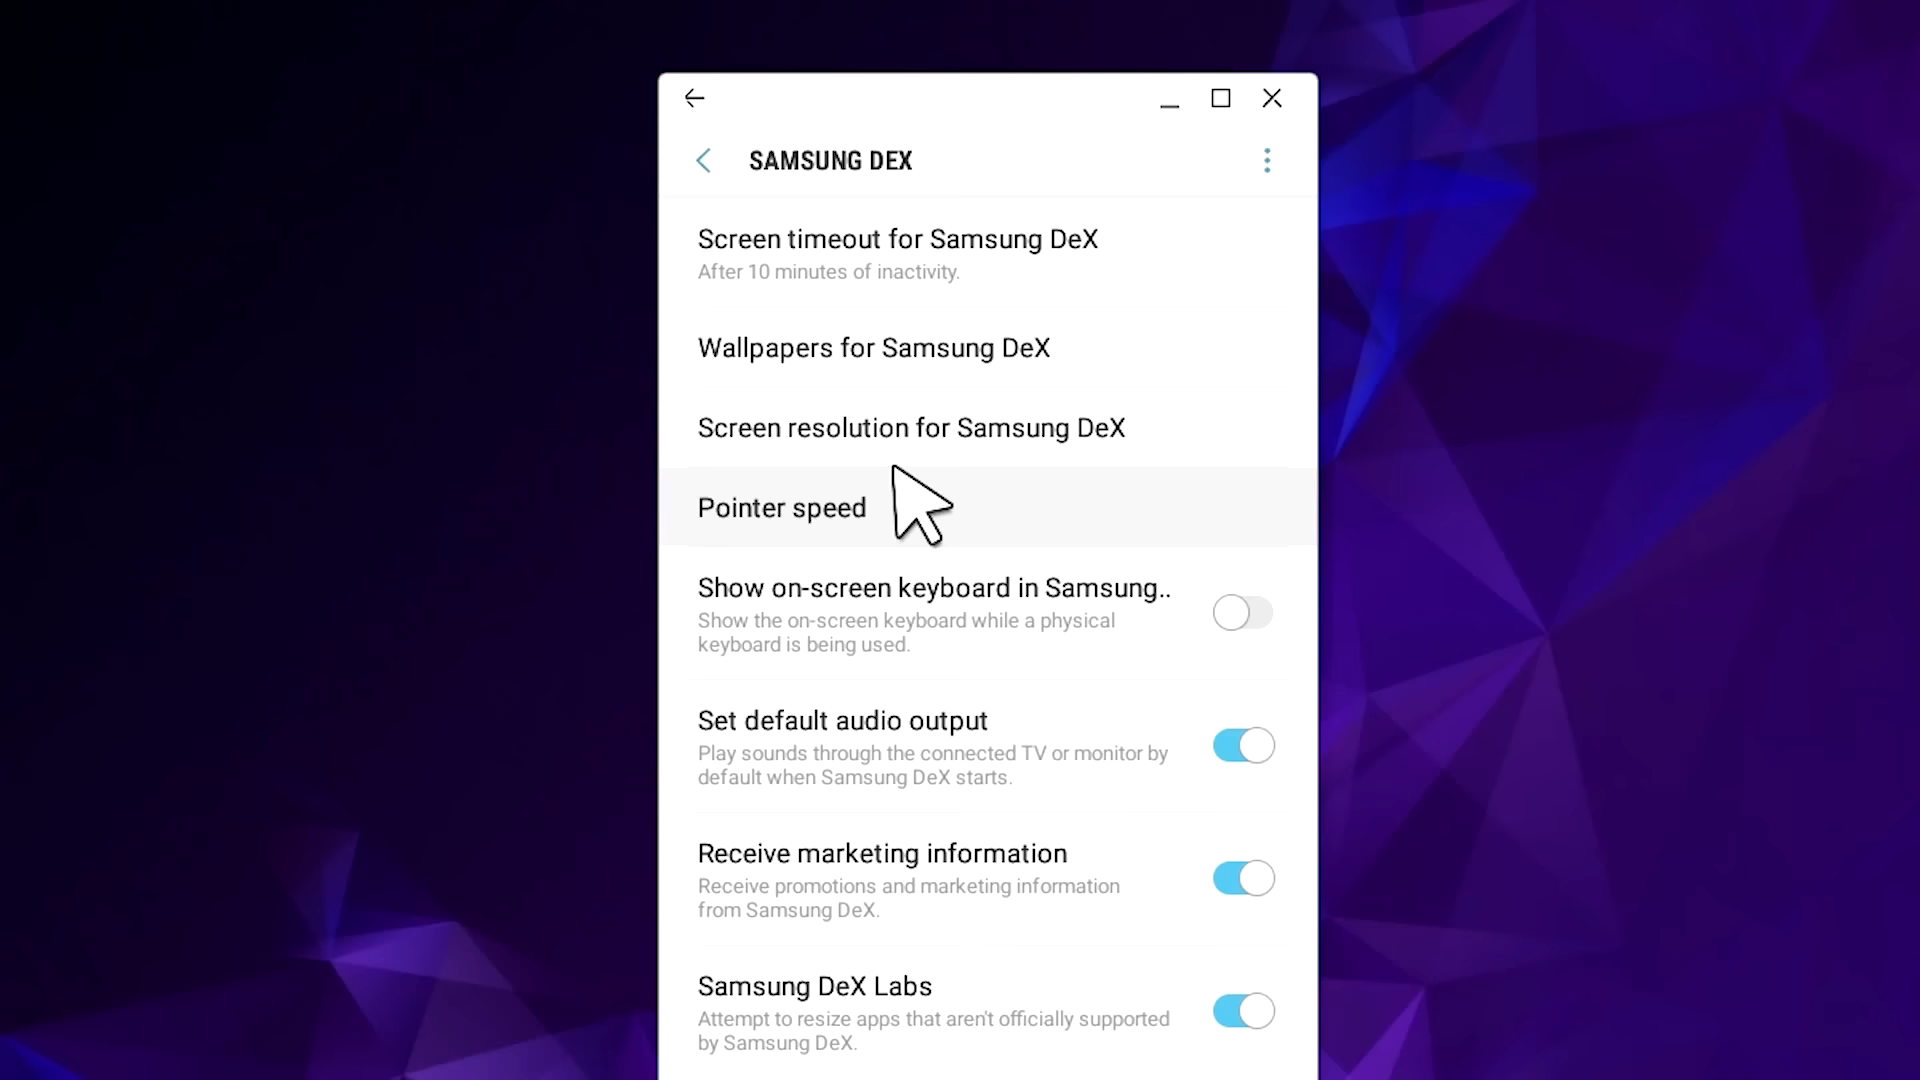 SAMSUNG DEX
Screen timeout for Samsung DeX
After 10 minutes of inactivity.
Wallpapers for Samsung DeX
Screen resolution for Samsung DeX
Pointer speed
Show on-screen keyboard in Samsung..
Show the on-screen keyboard while a physical
keyboard is being used.
Set default audio output
Play sounds through the connected TV or monitor by
default when Samsung DeX starts.
Receive marketing information
Receive promotions and marketing information
from Samsung DeX.
Samsung DeX Labs
Attempt to resize apps that aren't officially supported
by Samsung DeX.